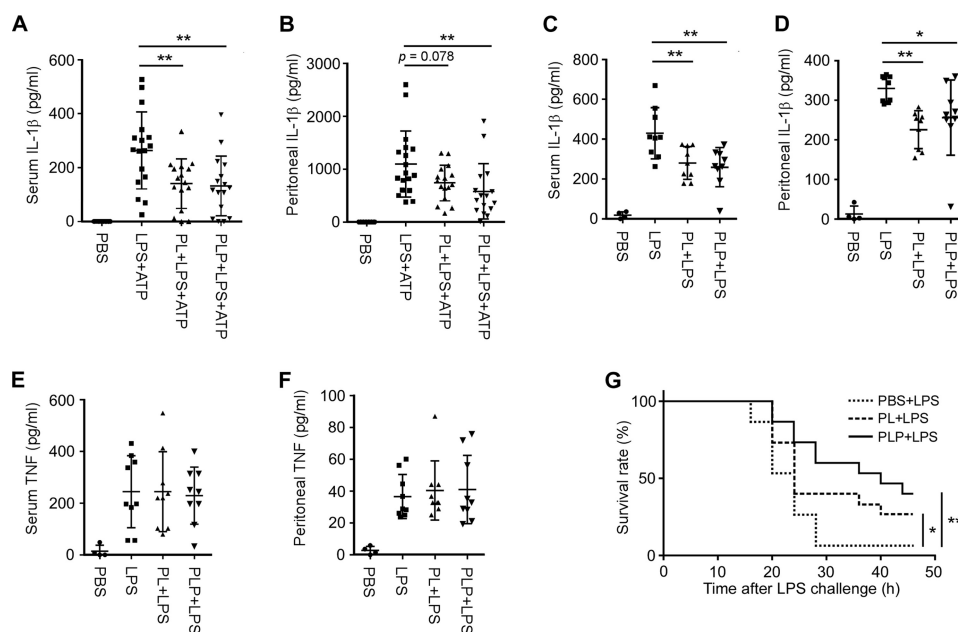 A
**
**
Serum IL-1β (pg/ml)
600
400
200
0
PBS
LPS+ATP
PL+LPS+ATP
PLP+LPS+ATP
B
**
p = 0.078
Peritoneal IL-1β (pg/ml)
3000
2000
1000
0
PBS
LPS+ATP
PL+LPS+ATP
PLP+LPS+ATP
C
**
**
Serum IL-1β (pg/ml)
800
600
400
200
0
PBS
LPS
PL+LPS
PLP+LPS
D
*
**
Peritoneal IL-1β (pg/ml)
400
300
200
100
0
PBS
LPS
PL+LPS
PLP+LPS
E
Serum TNF (pg/ml)
600
400
200
0
PBS
LPS
PL+LPS
PLP+LPS
F
Peritoneal TNF (pg/ml)
100
80
60
40
20
0
PBS
LPS
PL+LPS
PLP+LPS
G
PBS+LPS
PL+LPS
PLP+LPS
Survival rate (%)
100
50
0
*
**
0 10 20 30 40 50
Time after LPS challenge (h)